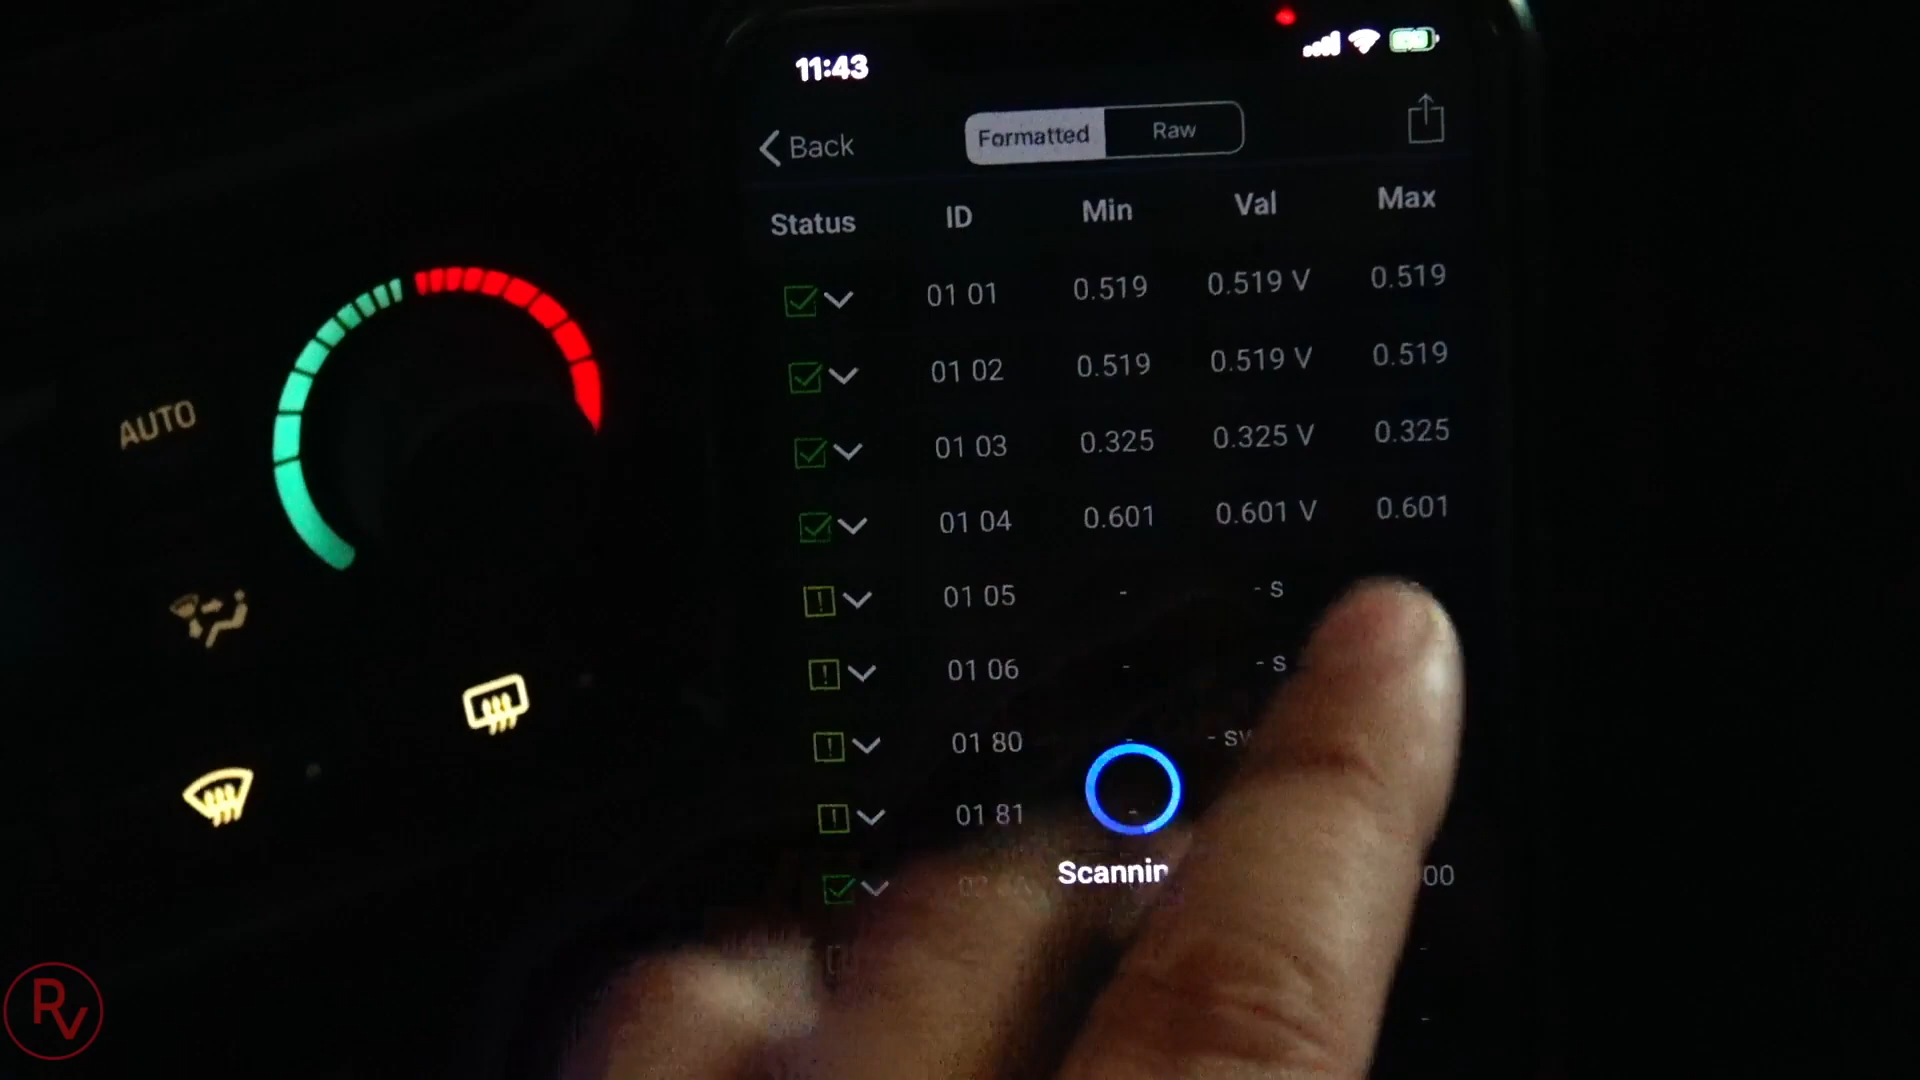 11:43
Back
Formatted Raw
Status ID Min Val Max
01 01 0.519 0.519 V 0.519
01 02 0.519 0.519 V 0.519
01 03 0.325 0.325 V 0.325
01 04 0.601 0.601 V 0.601
01 05 - - s -
01 06 - - s
01 80 - -
01 81 -
Scannin
00
AUTO
RV